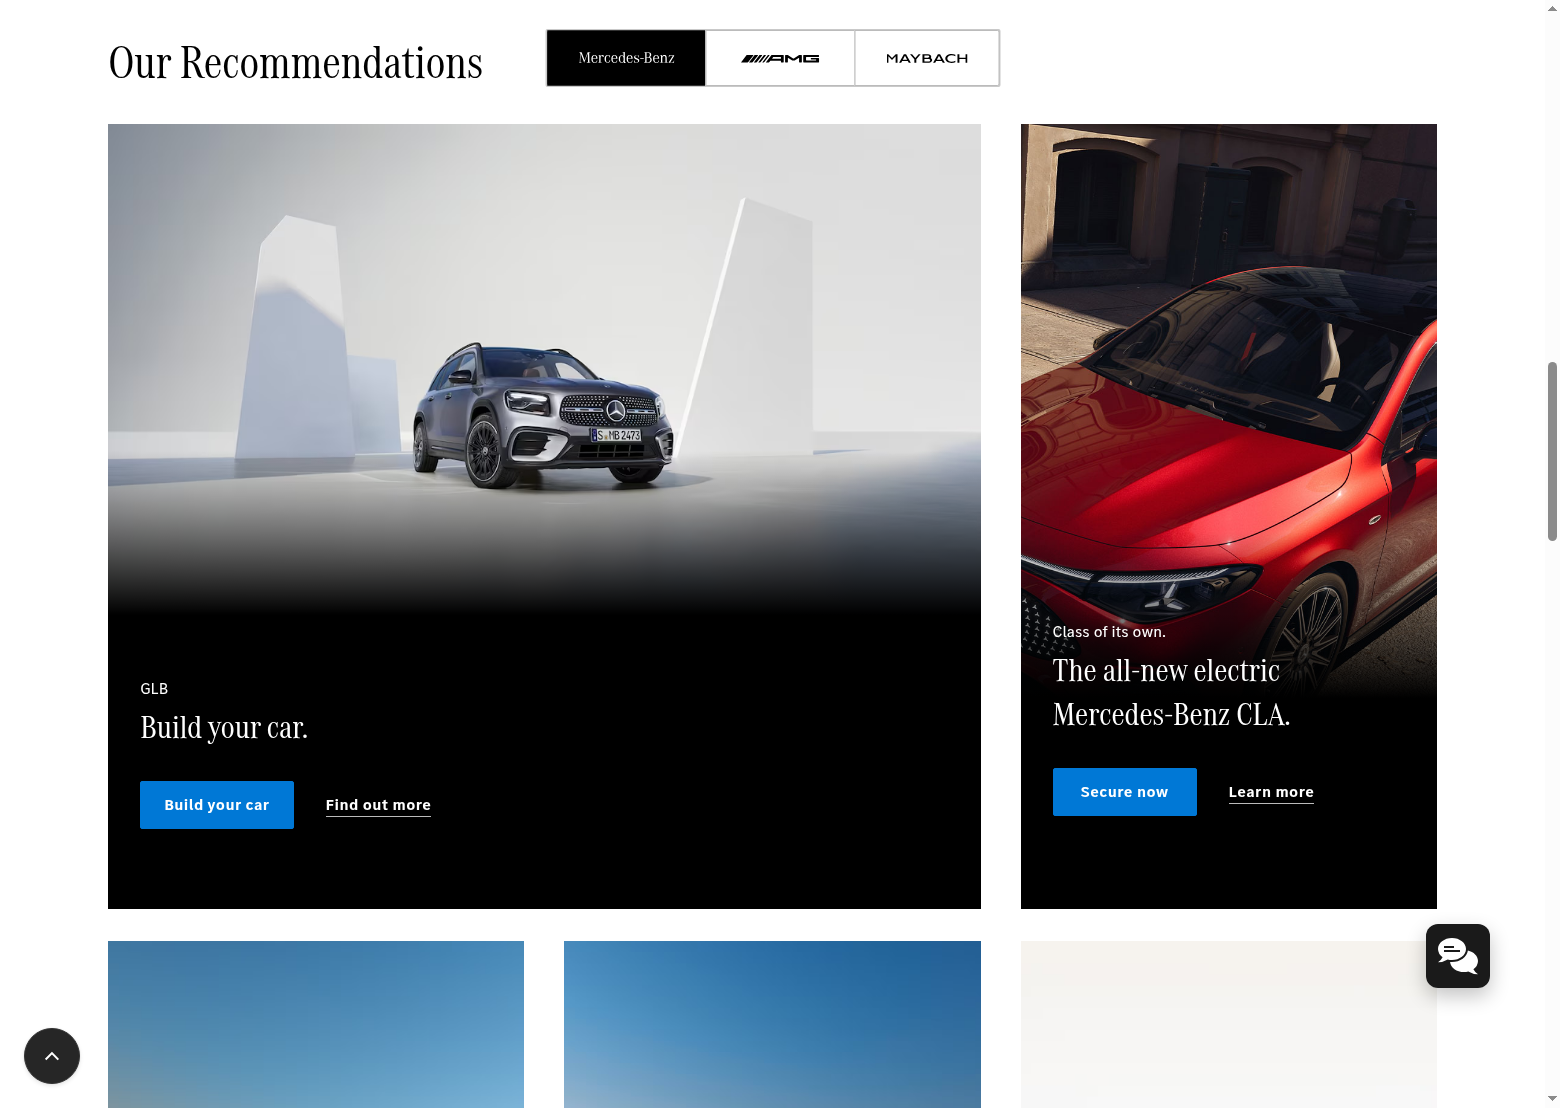 Our Recommendations
Mercedes-Benz
AMG
MAYBACH
S MB 2473
GLB
Build your car.
Build your car
Find out more
Class of its own.
The all-new electric
Mercedes-Benz CLA.
Secure now
Learn more